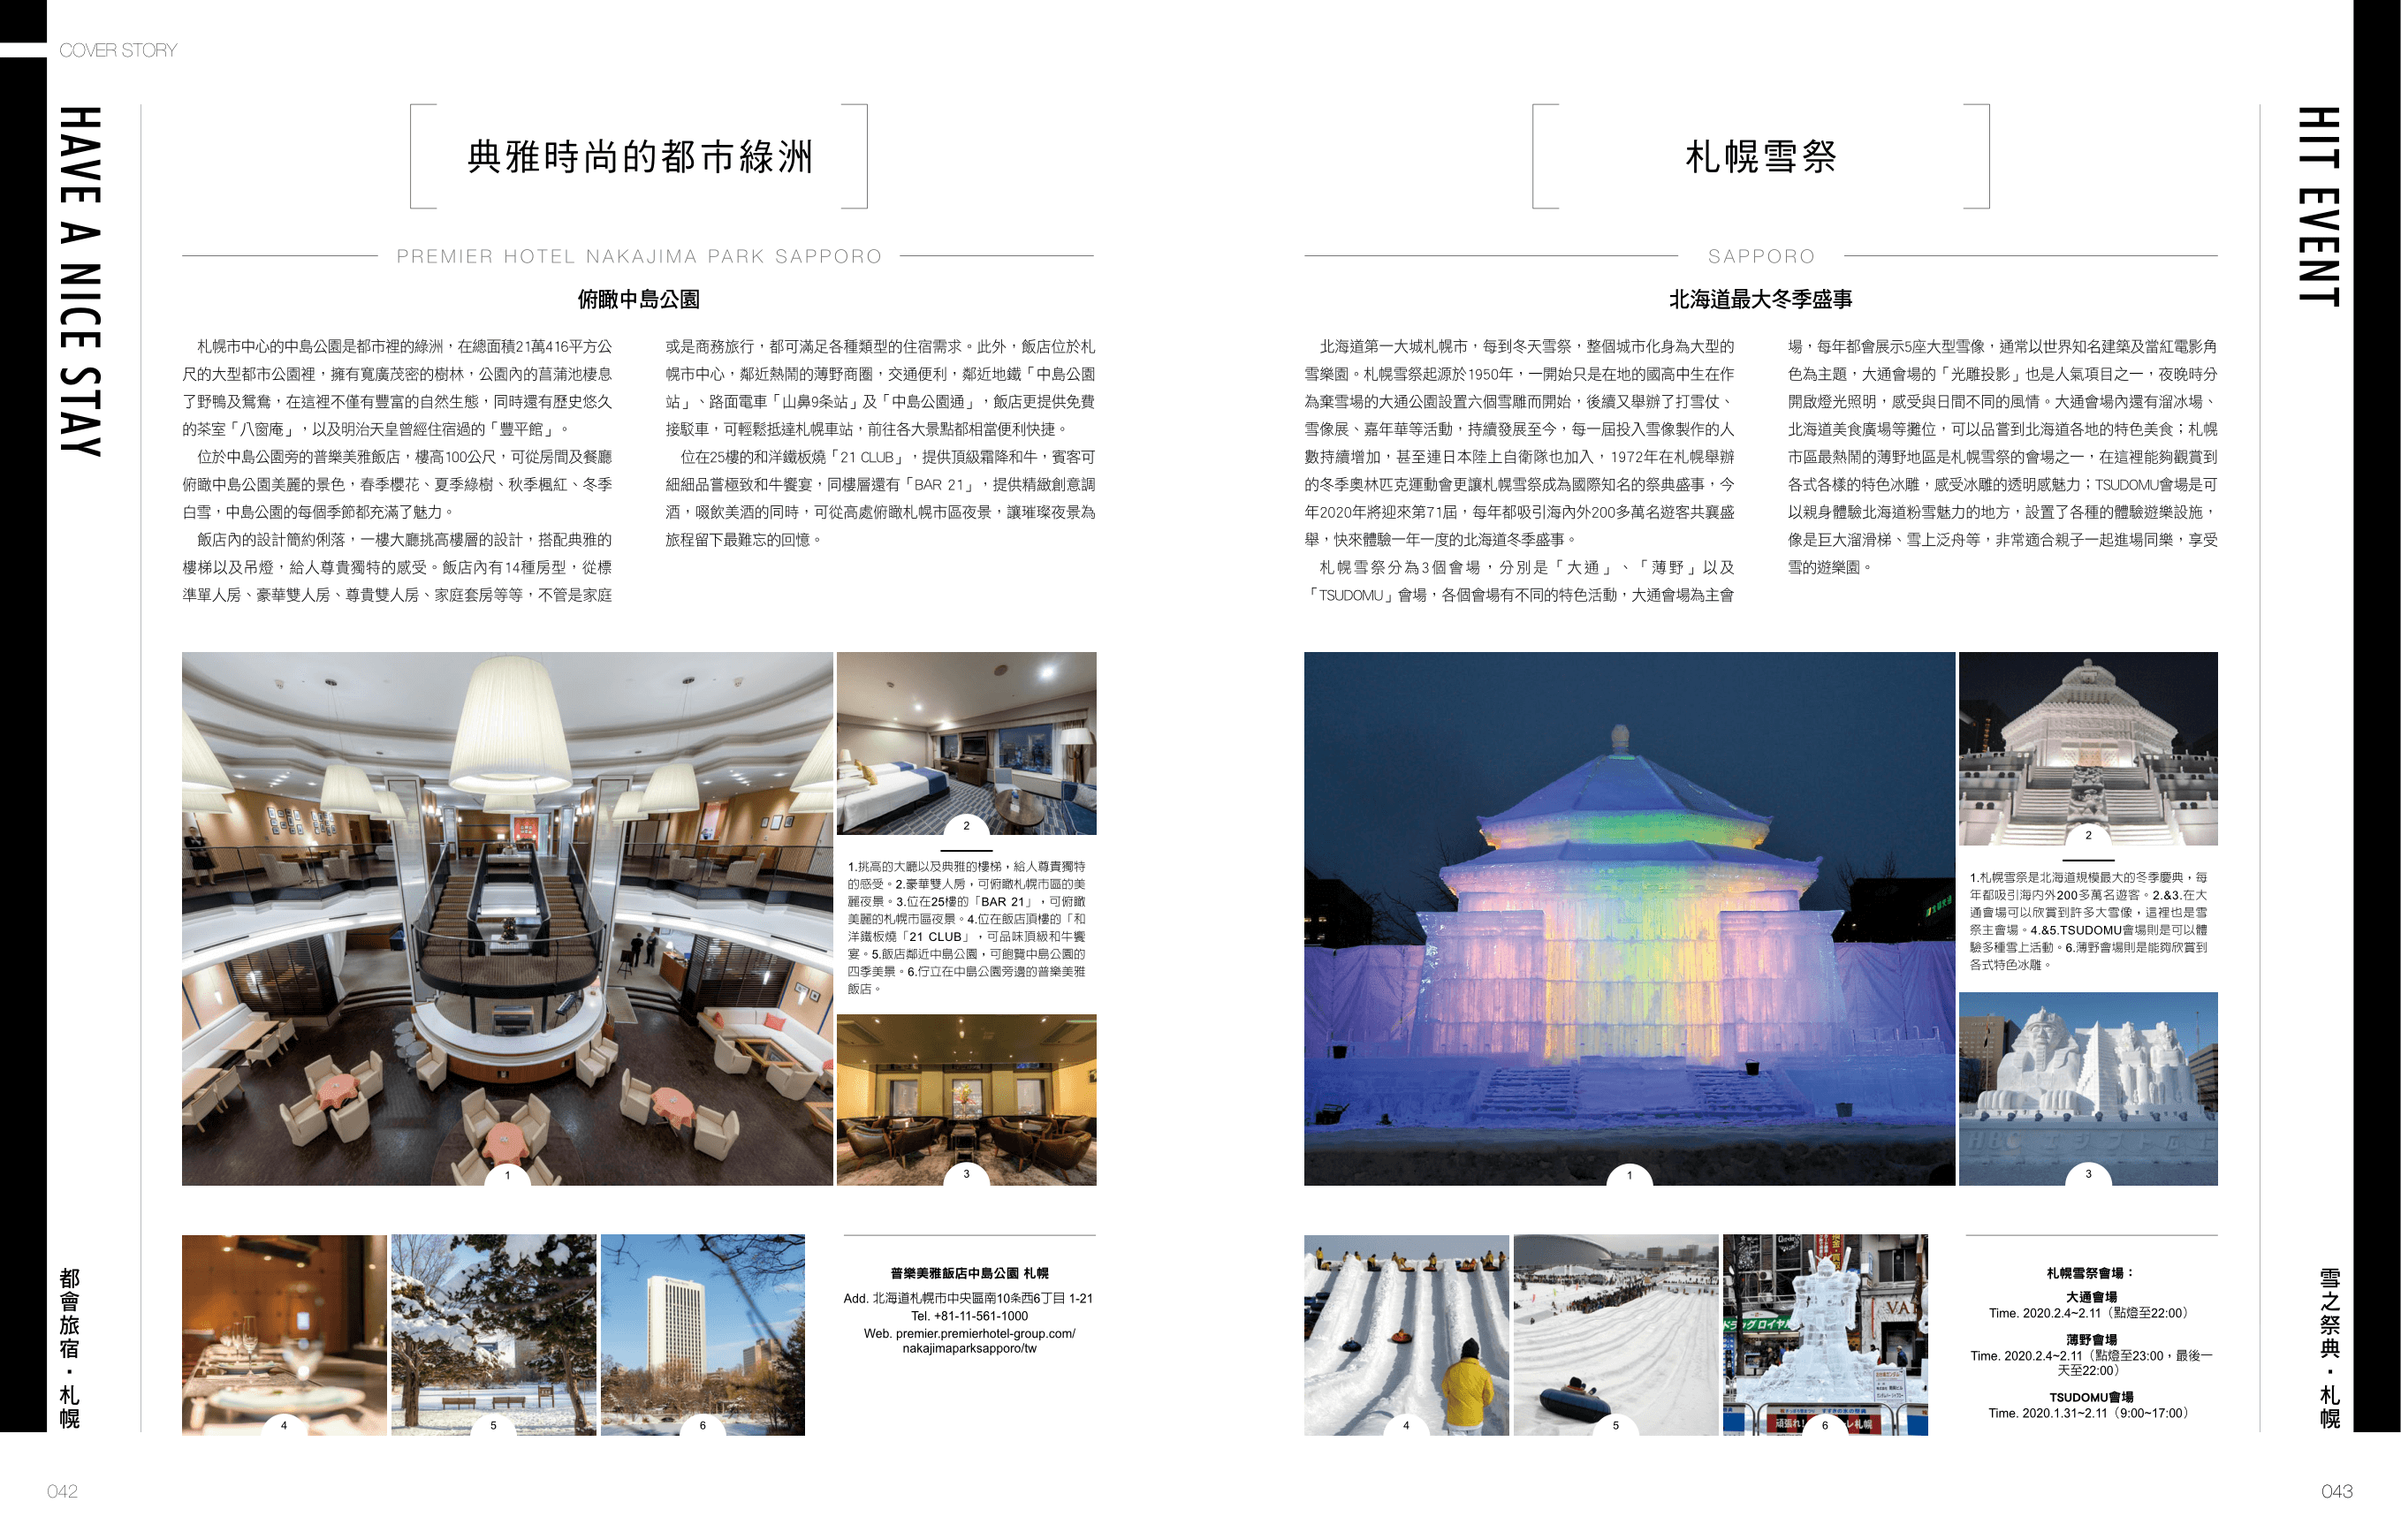 COVER STORY
HAVE A NICE STAY
典雅時尚的都市綠洲
PREMIER HOTEL NAKAJIMA PARK SAPPORO
俯瞰中島公園
札幌市中心的中島公園是都市裡的綠洲，在總面積21萬416平方公
尺的大型都市公園裡，擁有寬廣茂密的樹林，公園內的菖蒲池棲息
了野鴨及鴛鴦，在這裡不僅有豐富的自然生態，同時還有歷史悠久
的茶室「八窗庵」，以及明治天皇曾經住宿過的「豐平館」。
位於中島公園旁的普樂美雅飯店，樓高100公尺，可從房間及餐廳
俯瞰中島公園美麗的景色，春季櫻花、夏季綠樹、秋季楓紅、冬季
白雪，中島公園的每個季節都充滿了魅力。
飯店內的設計簡約俐落，一樓大廳挑高樓層的設計，搭配典雅的
樓梯以及吊燈，給人尊貴獨特的感受。飯店內有14種房型，從標
準單人房、豪華雙人房、尊貴雙人房、家庭套房等等，不管是家庭
或是商務旅行，都可滿足各種類型的住宿需求。此外，飯店位於札
幌市中心，鄰近熱鬧的薄野商圈，交通便利，鄰近地鐵「中島公園
站」、路面電車「山鼻9条站」及「中島公園通」，飯店更提供免費
接駁車，可輕鬆抵達札幌車站，前往各大景點都相當便利快捷。
位在25樓的和洋鐵板燒「21 CLUB」，提供頂級霜降和牛，賓客可
細細品嘗極致和牛饗宴，同樓層還有「BAR 21」，提供精緻創意調
酒，啜飲美酒的同時，可從高處俯瞰札幌市區夜景，讓璀璨夜景為
旅程留下最難忘的回憶。
1
2
1.挑高的大廳以及典雅的樓梯，給人尊貴獨特
的感受。2.豪華雙人房，可俯瞰札幌市區的美
麗夜景。3.位在25樓的「BAR 21」，可俯瞰
美麗的札幌市區夜景。4.位在飯店頂樓的「和
洋鐵板燒「21 CLUB」，可品味頂級和牛饗
宴。5.飯店鄰近中島公園，可飽覽中島公園的
四季美景。6.佇立在中島公園旁邊的普樂美雅
飯店。
3
4
5
6
普樂美雅飯店中島公園 札幌
Add. 北海道札幌市中央區南10条西6丁目 1-21
Tel. +81-11-561-1000
Web. premier.premierhotel-group.com/
nakajimaparksapporo/tw
都會旅宿・札幌
042
HIT EVENT
札幌雪祭
SAPPORO
北海道最大冬季盛事
北海道第一大城札幌市，每到冬天雪祭，整個城市化身為大型的
雪樂園。札幌雪祭起源於1950年，一開始只是在地的國高中生在作
為棄雪場的大通公園設置六個雪雕而開始，後續又舉辦了打雪仗、
雪像展、嘉年華等活動，持續發展至今，每一屆投入雪像製作的人
數持續增加，甚至連日本陸上自衛隊也加入，1972年在札幌舉辦
的冬季奧林匹克運動會更讓札幌雪祭成為國際知名的祭典盛事，今
年2020年將迎來第71屆，每年都吸引海內外200多萬名遊客共襄盛
舉，快來體驗一年一度的北海道冬季盛事。
札幌雪祭分為3個會場，分別是「大通」、「薄野」以及
「TSUDOMU」會場，各個會場有不同的特色活動，大通會場為主會
場，每年都會展示5座大型雪像，通常以世界知名建築及當紅電影角
色為主題，大通會場的「光雕投影」也是人氣項目之一，夜晚時分
開啟燈光照明，感受與日間不同的風情。大通會場內還有溜冰場、
北海道美食廣場等攤位，可以品嘗到北海道各地的特色美食；札幌
市區最熱鬧的薄野地區是札幌雪祭的會場之一，在這裡能夠觀賞到
各式各樣的特色冰雕，感受冰雕的透明感魅力；TSUDOMU會場是可
以親身體驗北海道粉雪魅力的地方，設置了各種的體驗遊樂設施，
像是巨大溜滑梯、雪上泛舟等，非常適合親子一起進場同樂，享受
雪的遊樂園。
1
2
1.札幌雪祭是北海道規模最大的冬季慶典，每
年都吸引海內外200多萬名遊客。2.&3.在大
通會場可以欣賞到許多大雪像，這裡也是雪
祭主會場。4.&5.TSUDOMU會場則是可以體
驗多種雪上活動。6.薄野會場則是能夠欣賞到
各式特色冰雕。
3
4
5
6
札幌雪祭會場：
大通會場
Time. 2020.2.4~2.11（點燈至22:00）
薄野會場
Time. 2020.2.4~2.11（點燈至23:00，最後一
天至22:00）
TSUDOMU會場
Time. 2020.1.31~2.11（9:00~17:00）
雪之祭典・札幌
043